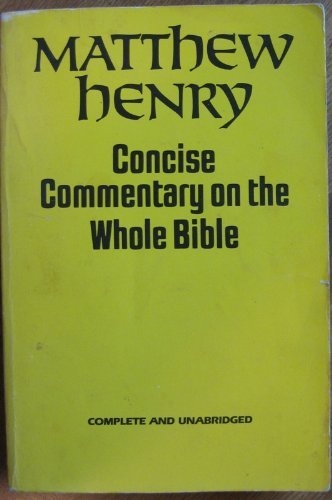 MATTHEW
HENRY
Concise
Commentary on the
Whole Bible
COMPLETE AND UNABRIDGED